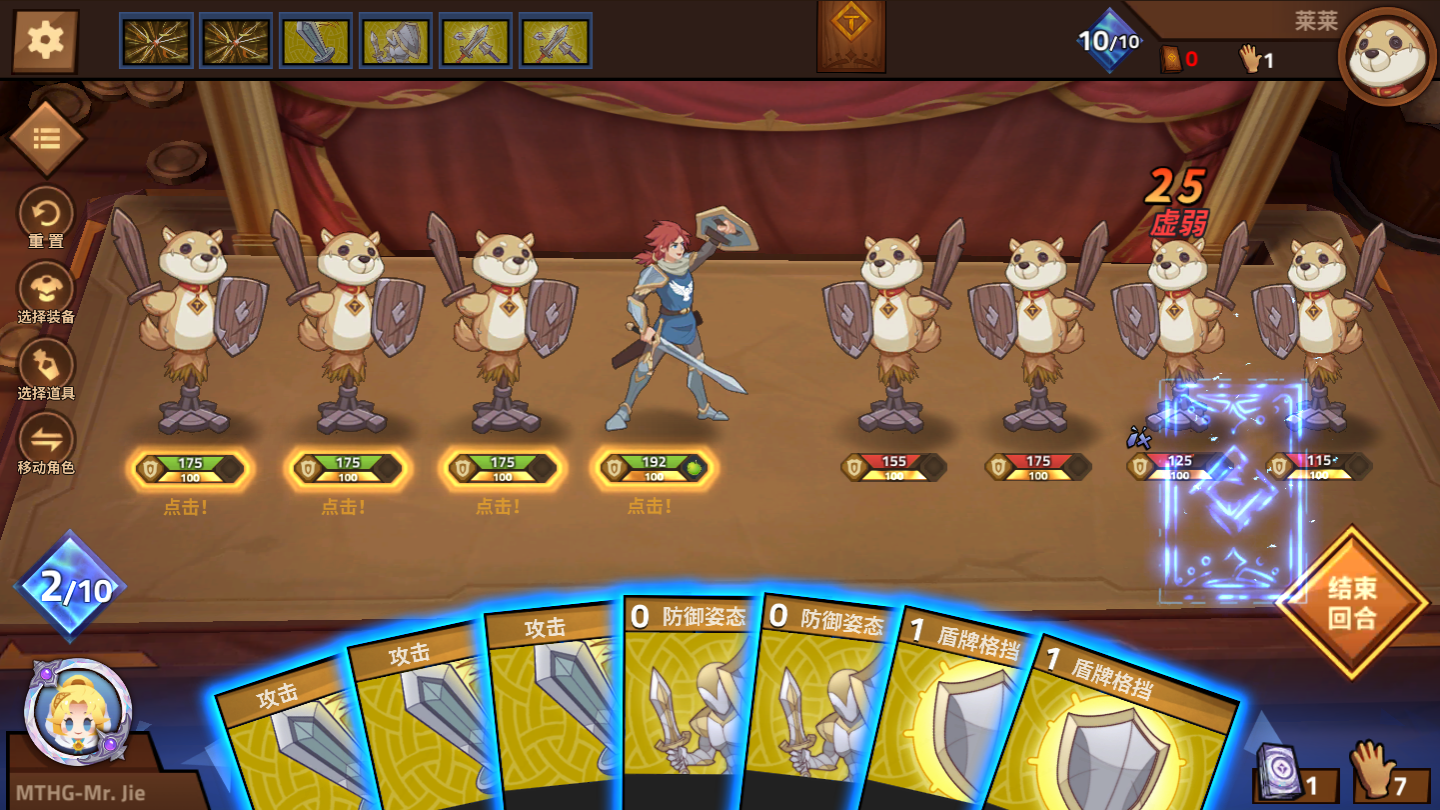 莱莱
10/10
0
1
25
虚弱
重置
选择装备
选择道具
移动角色
175
100
175
100
175
100
192
100
155
100
175
100
125
100
115
100
点击!
点击!
点击!
点击!
2/10
结束
回合
攻击
攻击
攻击
0 防御姿态
0 防御姿态
1 盾牌格挡
1 盾牌格挡
MTHG-Mr. Jie
1
7